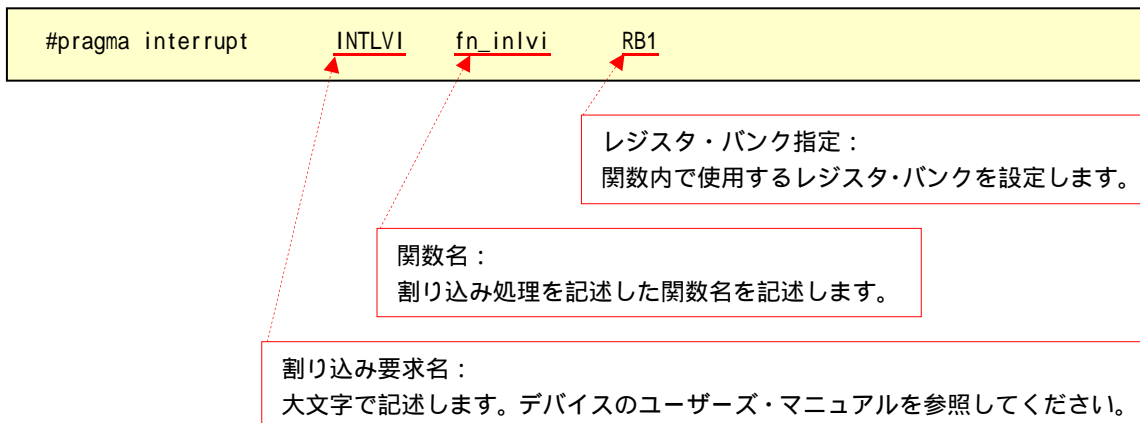 #pragma interrupt INTLVI fn_inlvi RB1
レジスタ・バンク指定：
関数内で使用するレジスタ・バンクを設定します。
関数名：
割り込み処理を記述した関数名を記述します。
割り込み要求名：
大文字で記述します。デバイスのユーザーズ・マニュアルを参照してください。